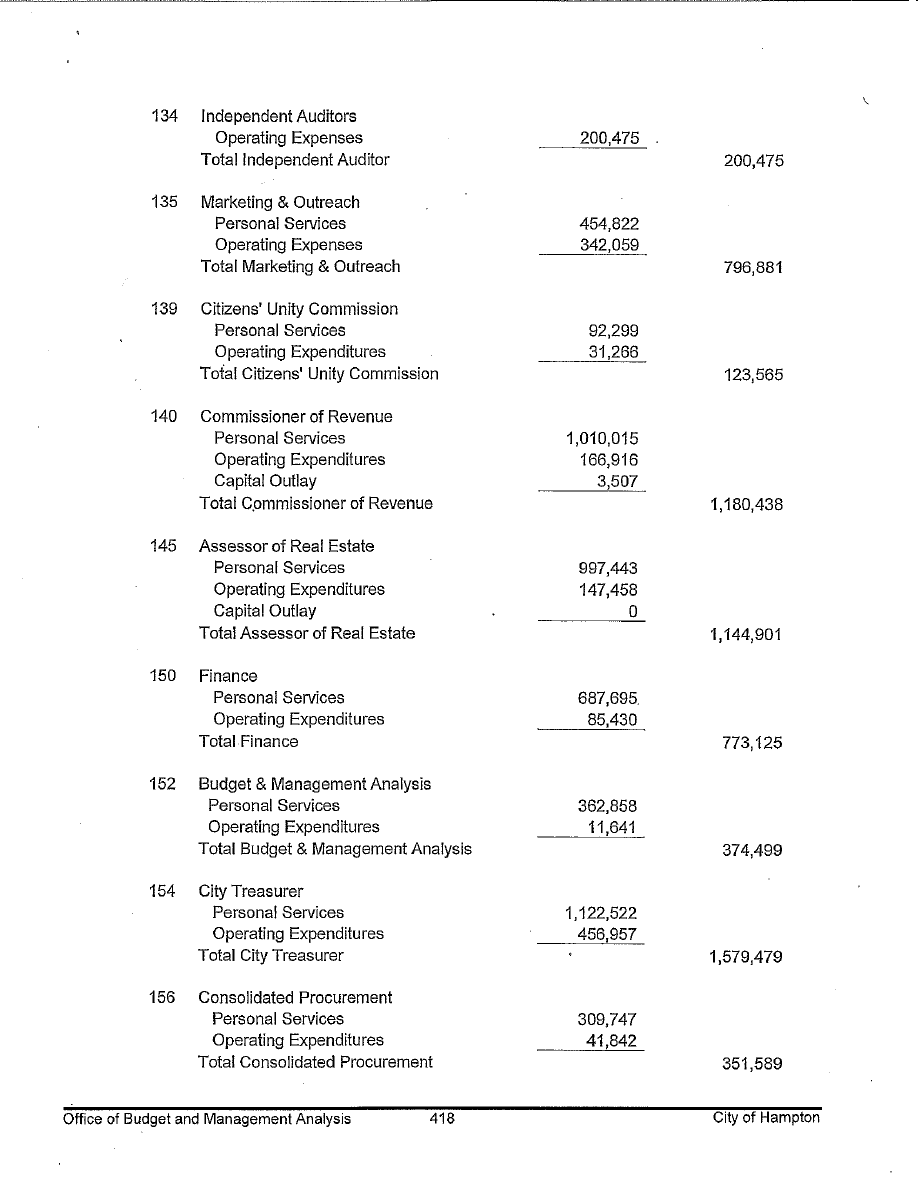 134 Independent Auditors
Operating Expenses 200,475
Total Independent Auditor 200,475
135 Marketing & Outreach
Personal Services 454,822
Operating Expenses 342,059
Total Marketing & Outreach 796,881
139 Citizens' Unity Commission
Personal Services 92,299
Operating Expenditures 31,266
Total Citizens' Unity Commission 123,565
140 Commissioner of Revenue
Personal Services 1,010,015
Operating Expenditures 166,916
Capital Outlay 3,507
Total Commissioner of Revenue 1,180,438
145 Assessor of Real Estate
Personal Services 997,443
Operating Expenditures 147,458
Capital Outlay 0
Total Assessor of Real Estate 1,144,901
150 Finance
Personal Services 687,695
Operating Expenditures 85,430
Total Finance 773,125
152 Budget & Management Analysis
Personal Services 362,858
Operating Expenditures 11,641
Total Budget & Management Analysis 374,499
154 City Treasurer
Personal Services 1,122,522
Operating Expenditures 456,957
Total City Treasurer 1,579,479
156 Consolidated Procurement
Personal Services 309,747
Operating Expenditures 41,842
Total Consolidated Procurement 351,589
Office of Budget and Management Analysis 418 City of Hampton